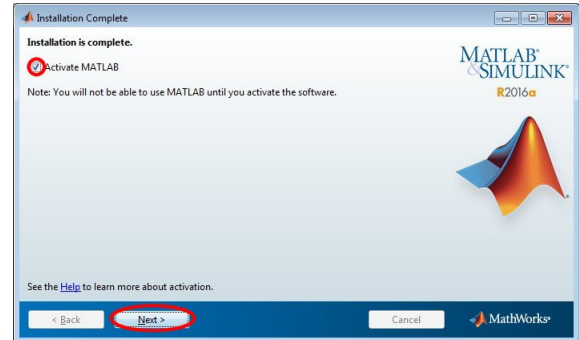 Installation Complete
Installation is complete.
Activate MATLAB
Note: You will not be able to use MATLAB until you activate the software.
MATLAB®
&SIMULINK®
R2016a
See the Help to learn more about activation.
< Back
Next >
Cancel
MathWorks®